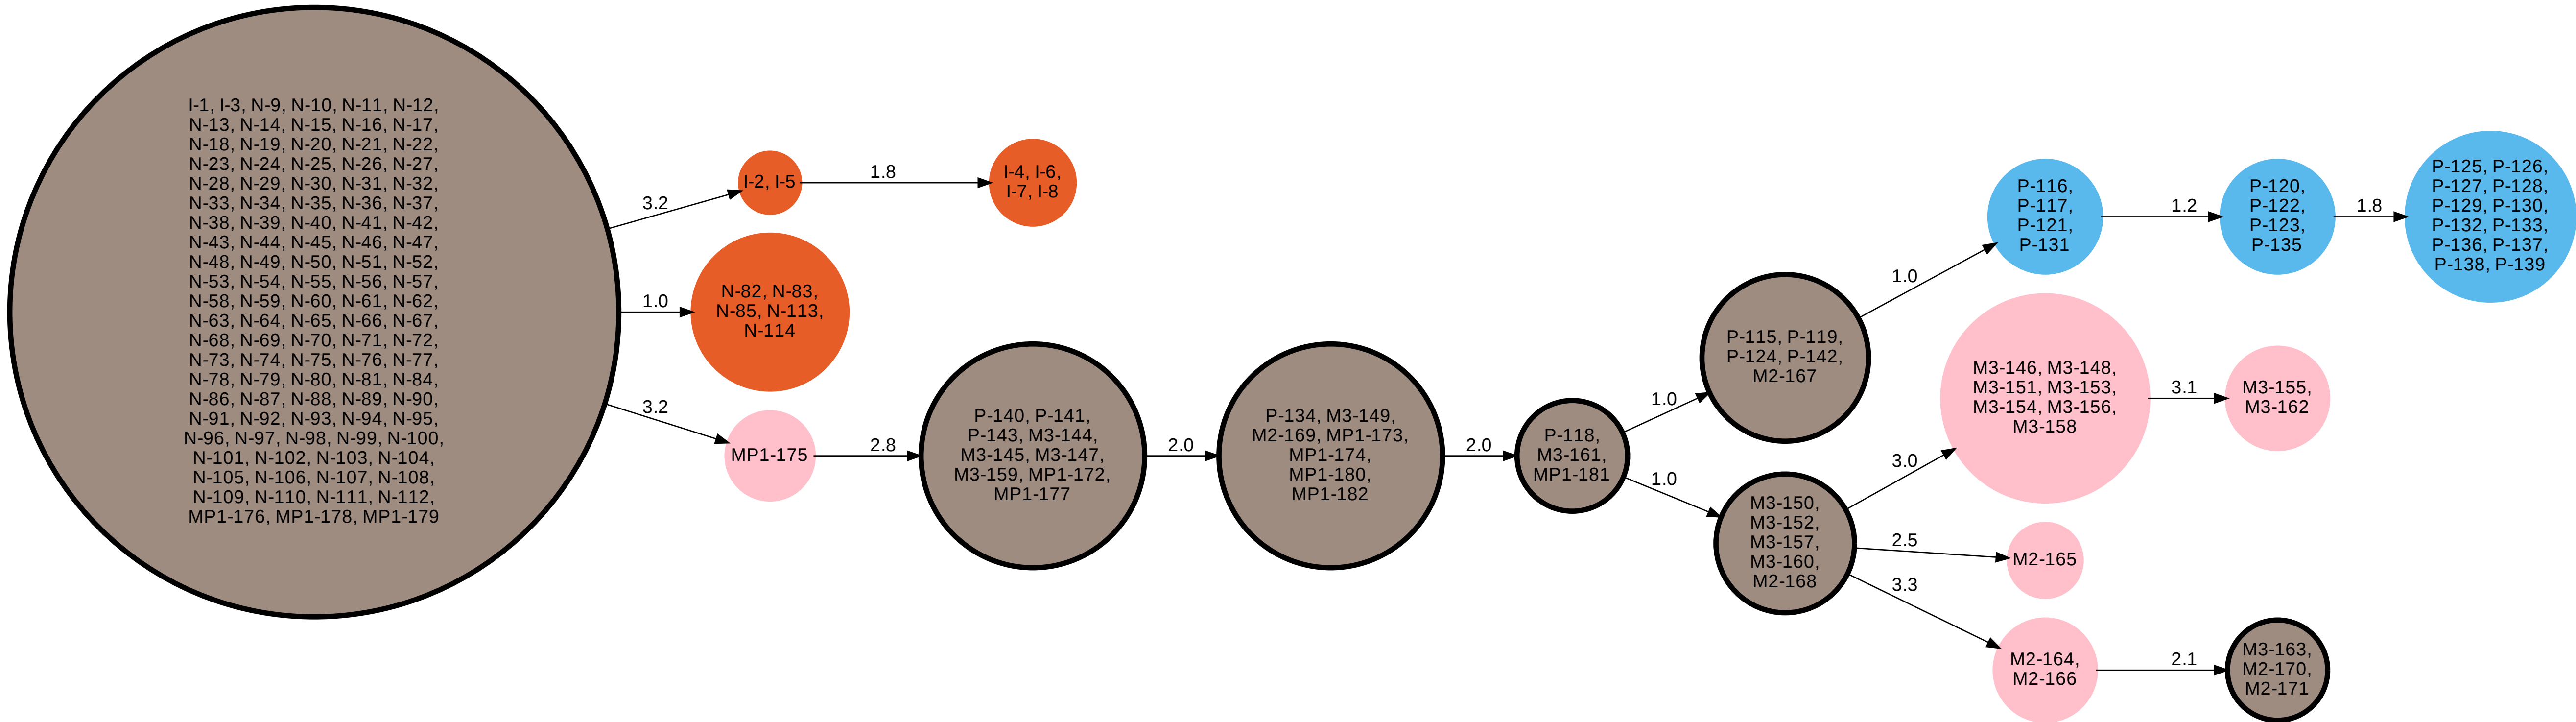 I-1, I-3, N-9, N-10, N-11, N-12,
N-13, N-14, N-15, N-16, N-17,
N-18, N-19, N-20, N-21, N-22,
N-23, N-24, N-25, N-26, N-27,
N-28, N-29, N-30, N-31, N-32,
N-33, N-34, N-35, N-36, N-37,
N-38, N-39, N-40, N-41, N-42,
N-43, N-44, N-45, N-46, N-47,
N-48, N-49, N-50, N-51, N-52,
N-53, N-54, N-55, N-56, N-57,
N-58, N-59, N-60, N-61, N-62,
N-63, N-64, N-65, N-66, N-67,
N-68, N-69, N-70, N-71, N-72,
N-73, N-74, N-75, N-76, N-77,
N-78, N-79, N-80, N-81, N-84,
N-86, N-87, N-88, N-89, N-90,
N-91, N-92, N-93, N-94, N-95,
N-96, N-97, N-98, N-99, N-100,
N-101, N-102, N-103, N-104,
N-105, N-106, N-107, N-108,
N-109, N-110, N-111, N-112,
MP1-176, MP1-178, MP1-179
3.2
I-2, I-5
1.8
I-4, I-6,
I-7, I-8
1.0
N-82, N-83,
N-85, N-113,
N-114
3.2
MP1-175
2.8
P-140, P-141,
P-143, M3-144,
M3-145, M3-147,
M3-159, MP1-172,
MP1-177
2.0
P-134, M3-149,
M2-169, MP1-173,
MP1-174,
MP1-180,
MP1-182
2.0
P-118,
M3-161,
MP1-181
1.0
P-115, P-119,
P-124, P-142,
M2-167
1.0
P-116,
P-117,
P-121,
P-131
1.2
P-120,
P-122,
P-123,
P-135
1.8
P-125, P-126,
P-127, P-128,
P-129, P-130,
P-132, P-133,
P-136, P-137,
P-138, P-139
1.0
M3-150,
M3-152,
M3-157,
M3-160,
M2-168
3.0
M3-146, M3-148,
M3-151, M3-153,
M3-154, M3-156,
M3-158
3.1
M3-155,
M3-162
2.5
M2-165
3.3
M2-164,
M2-166
2.1
M3-163,
M2-170,
M2-171